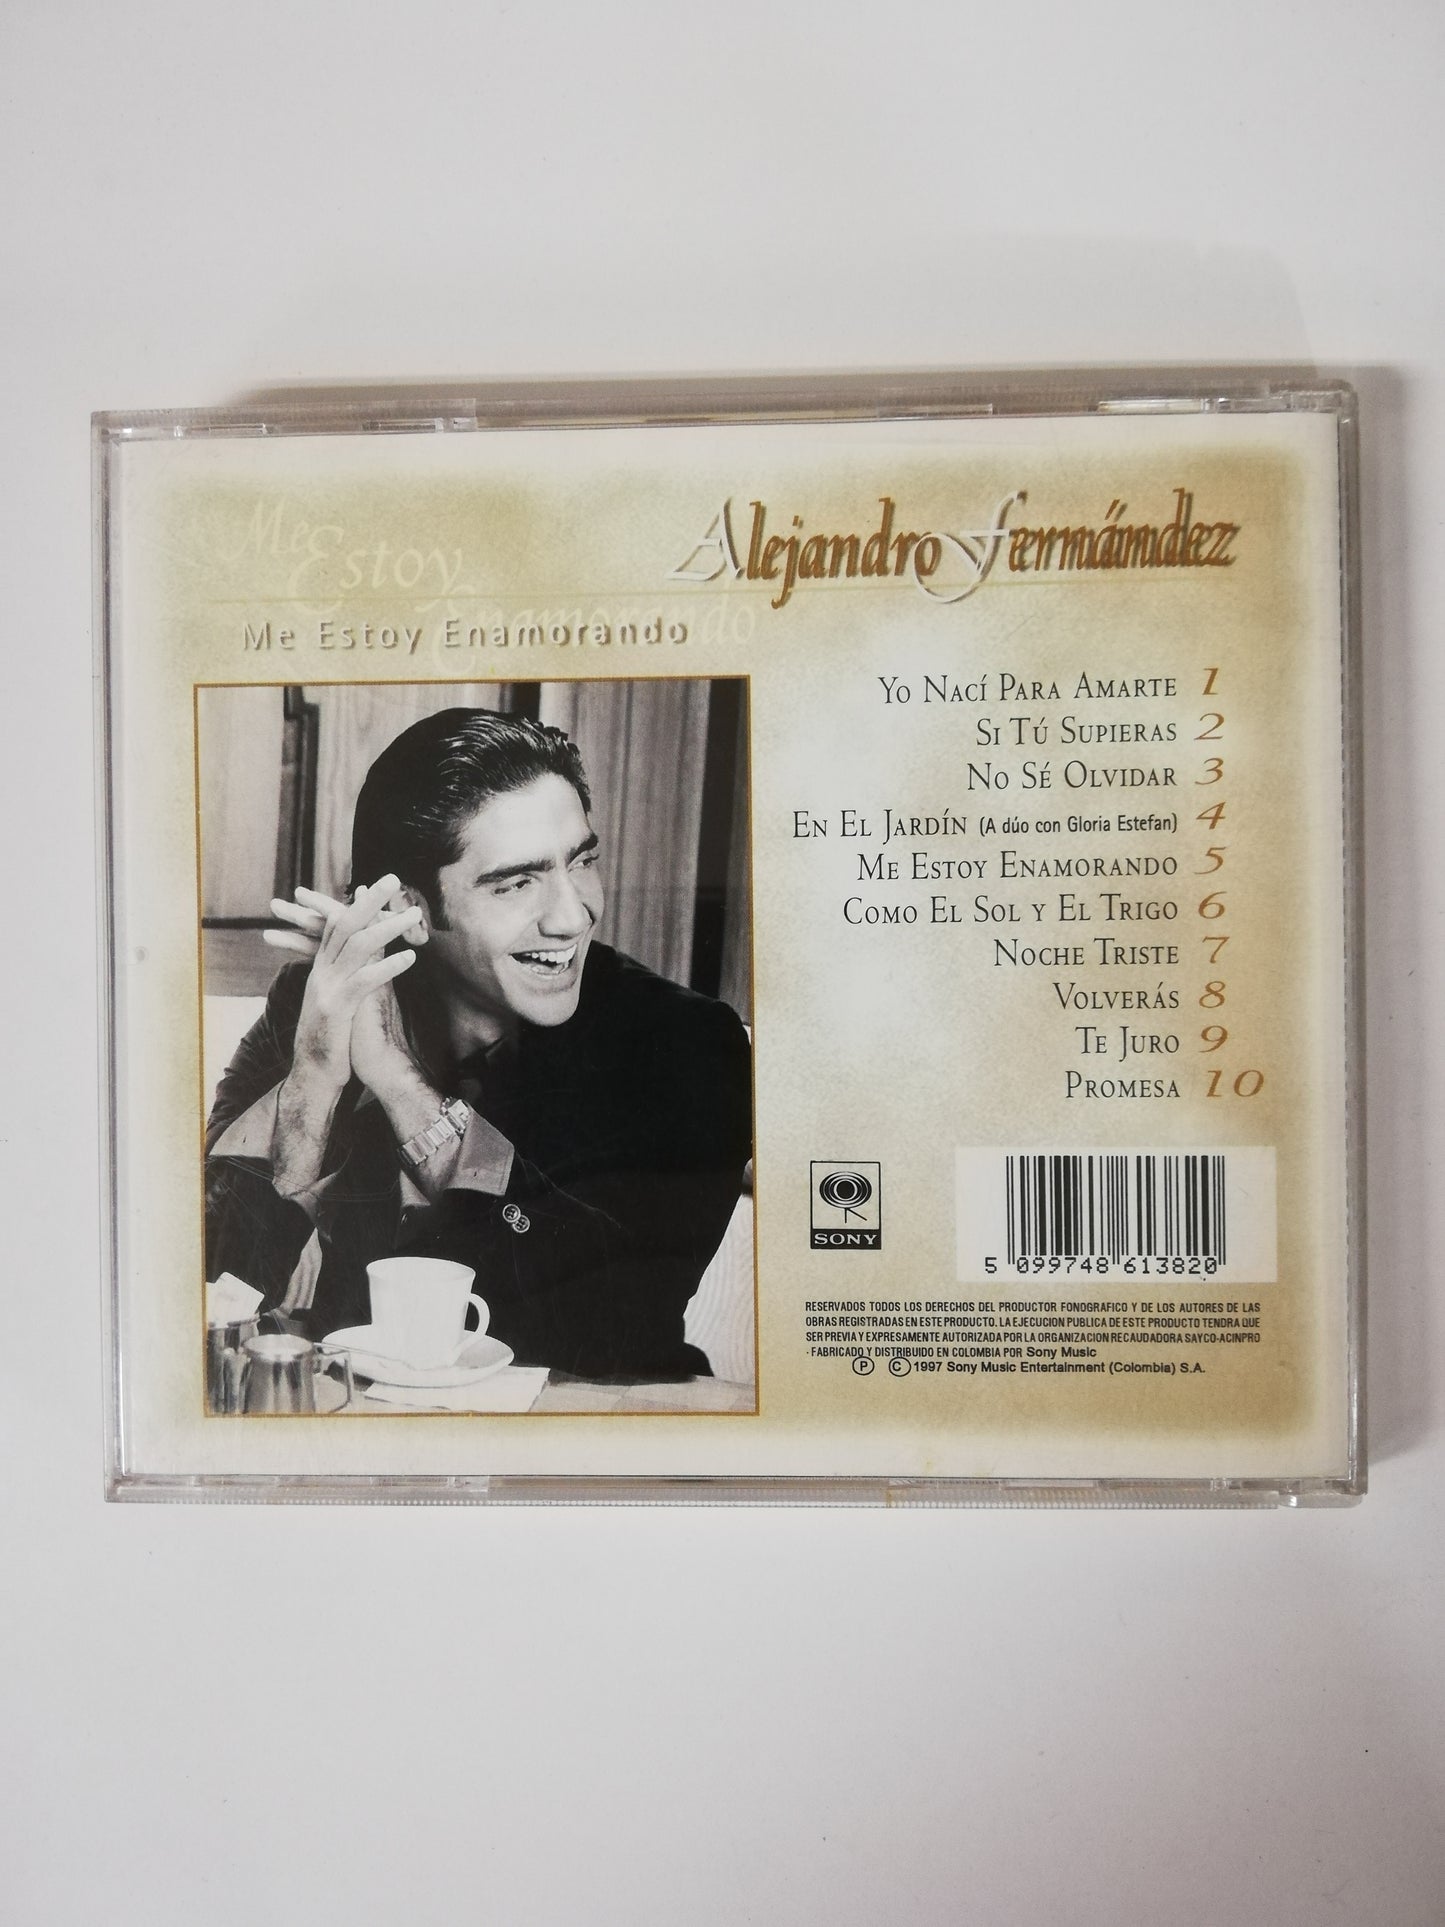 Me
Estoy
Enamorando
Me Estoy Enamorando
Alejandro Fernández
Yo Nací Para Amarte 1
Si Tú Supieras 2
No Sé Olvidar 3
En El Jardín (A dúo con Gloria Estefan) 4
Me Estoy Enamorando 5
Como El Sol y El Trigo 6
Noche Triste 7
Volverás 8
Te Juro 9
Promesa 10
SONY
5 099748 613820
RESERVADOS TODOS LOS DERECHOS DEL PRODUCTOR FONOGRAFICO Y DE LOS AUTORES DE LAS
OBRAS REGISTRADAS EN ESTE PRODUCTO. LA EJECUCION PUBLICA DE ESTE PRODUCTO TENDRA QUE
SER PREVIA Y EXPRESAMENTE AUTORIZADA POR LA ORGANIZACION RECAUDADORA SAYCO-ACINPRO
· FABRICADO Y DISTRIBUIDO EN COLOMBIA POR Sony Music
Ⓟ Ⓒ 1997 Sony Music Entertainment (Colombia) S.A.